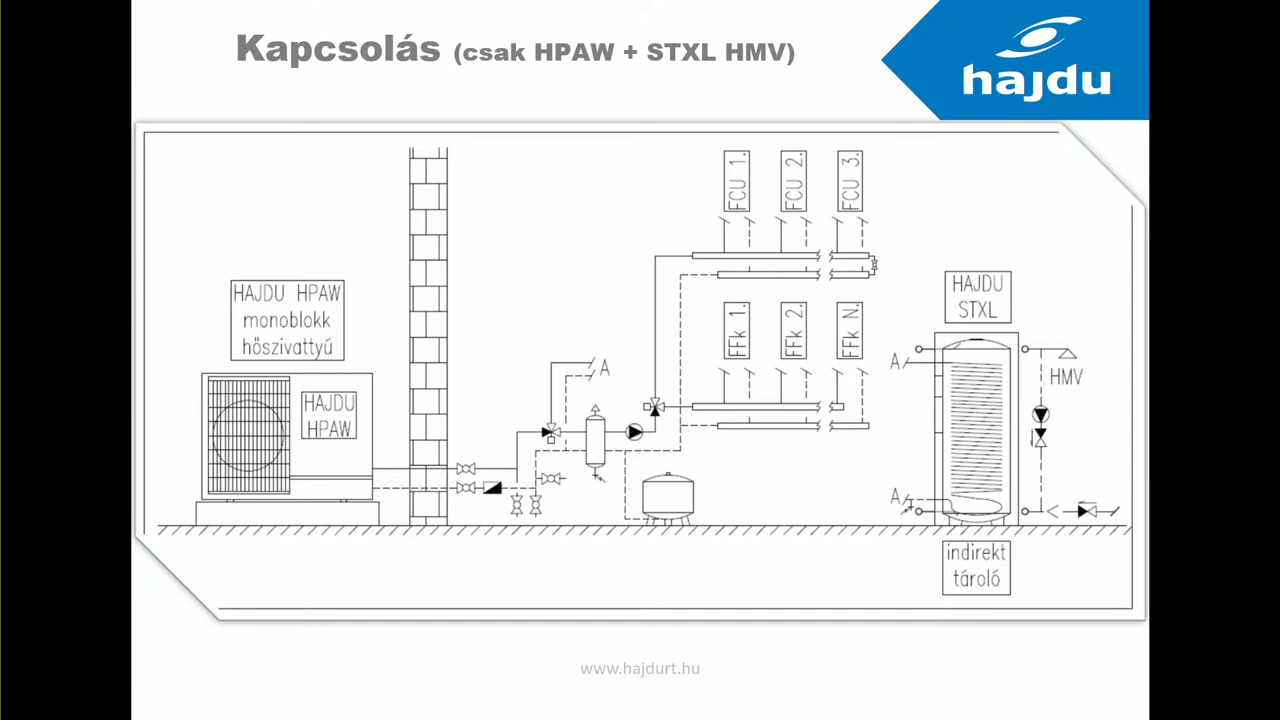 Kapcsolás (csak HPAW + STXL HMV)
hajdu
FCU 1.
FCU 2.
FCU 3.
HAJDU HPAW
monoblokk
hőszivattyú
HAJDU
HPAW
A
FFk 1.
FFk 2.
FFk N.
HAJDU
STXL
A
HMV
A
indirekt
tároló
www.hajdurt.hu